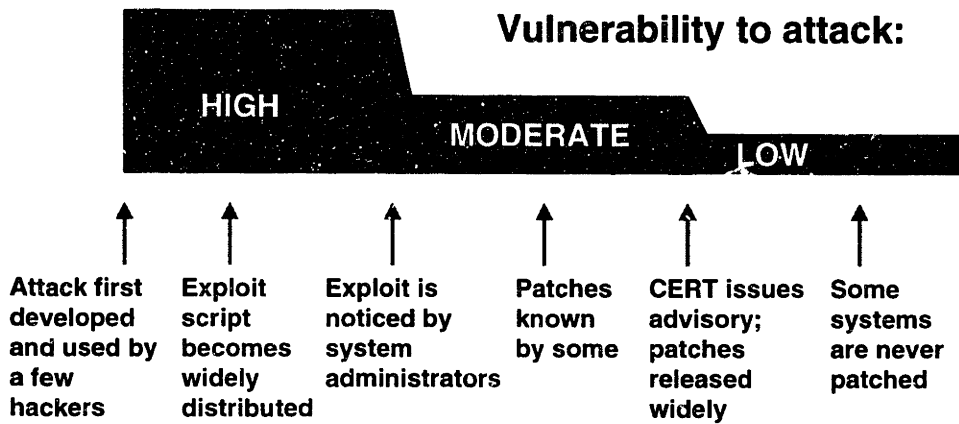 Vulnerability to attack:
HIGH
MODERATE
LOW
Attack first
developed
and used by
a few
hackers
Exploit
script
becomes
widely
distributed
Exploit is
noticed by
system
administrators
Patches
known
by some
CERT issues
advisory;
patches
released
widely
Some
systems
are never
patched